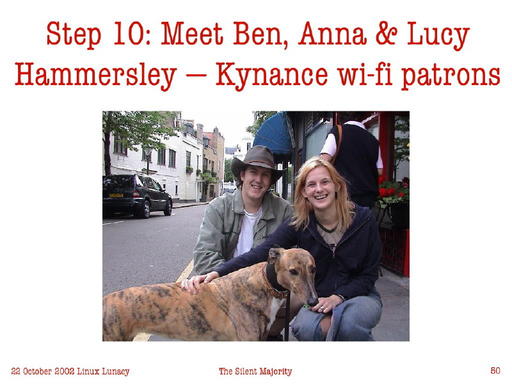 Step 10: Meet Ben, Anna & Lucy
Hammersley — Kynance wi-fi patrons
22 October 2002 Linux Lunacy
The Silent Majority
50